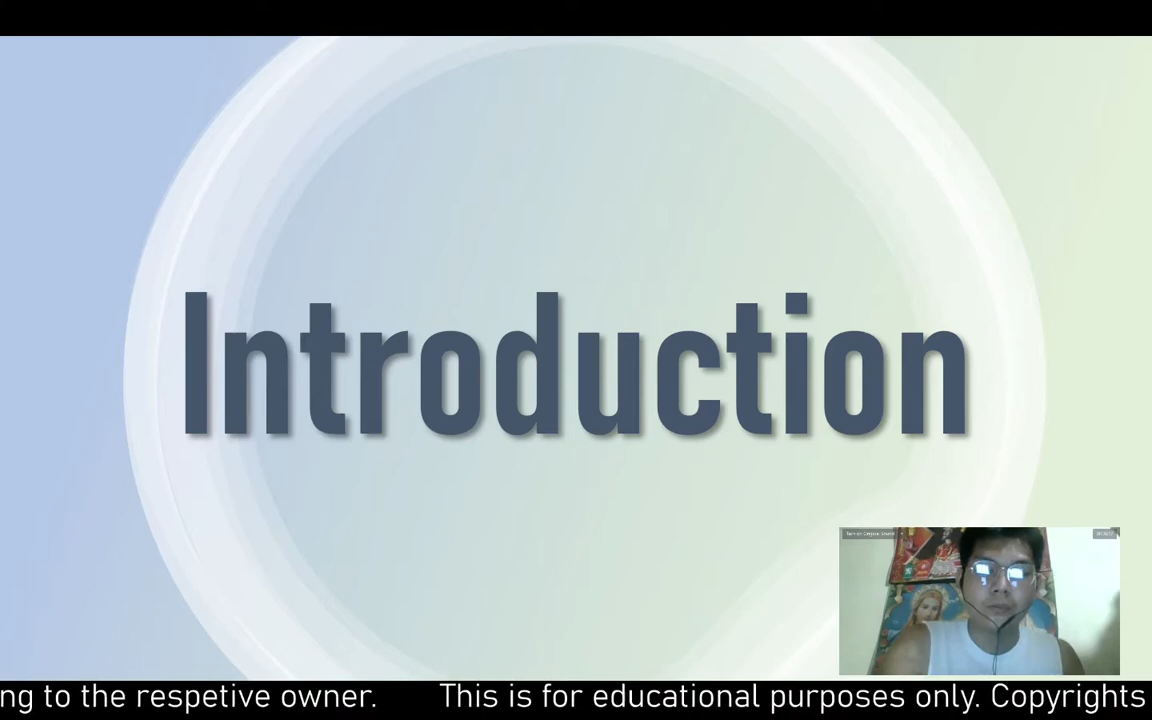 Introduction
ng to the respetive owner. This is for educational purposes only. Copyrights